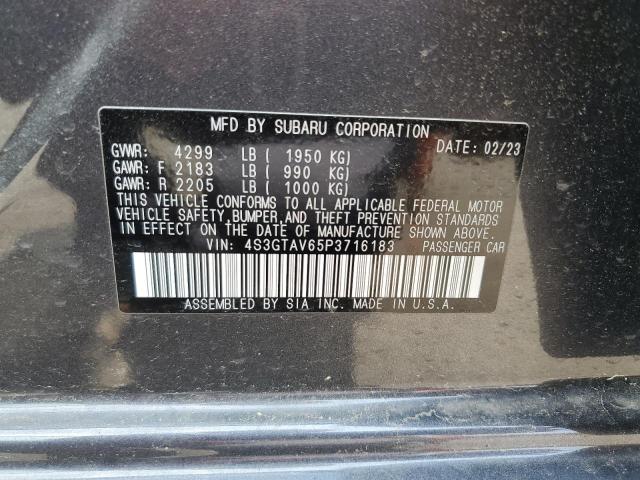 MFD BY SUBARU CORPORATION DATE: 02/23
GVWR: 4299 LB ( 1950 KG)
GAWR: F 2183 LB ( 990 KG)
GAWR: R 2205 LB ( 1000 KG)
THIS VEHICLE CONFORMS TO ALL APPLICABLE FEDERAL MOTOR
VEHICLE SAFETY, BUMPER, AND THEFT PREVENTION STANDARDS
IN EFFECT ON THE DATE OF MANUFACTURE SHOWN ABOVE.
VIN: 4S3GTAV65P3716183 PASSENGER CAR
ASSEMBLED BY SIA INC. MADE IN U.S.A.